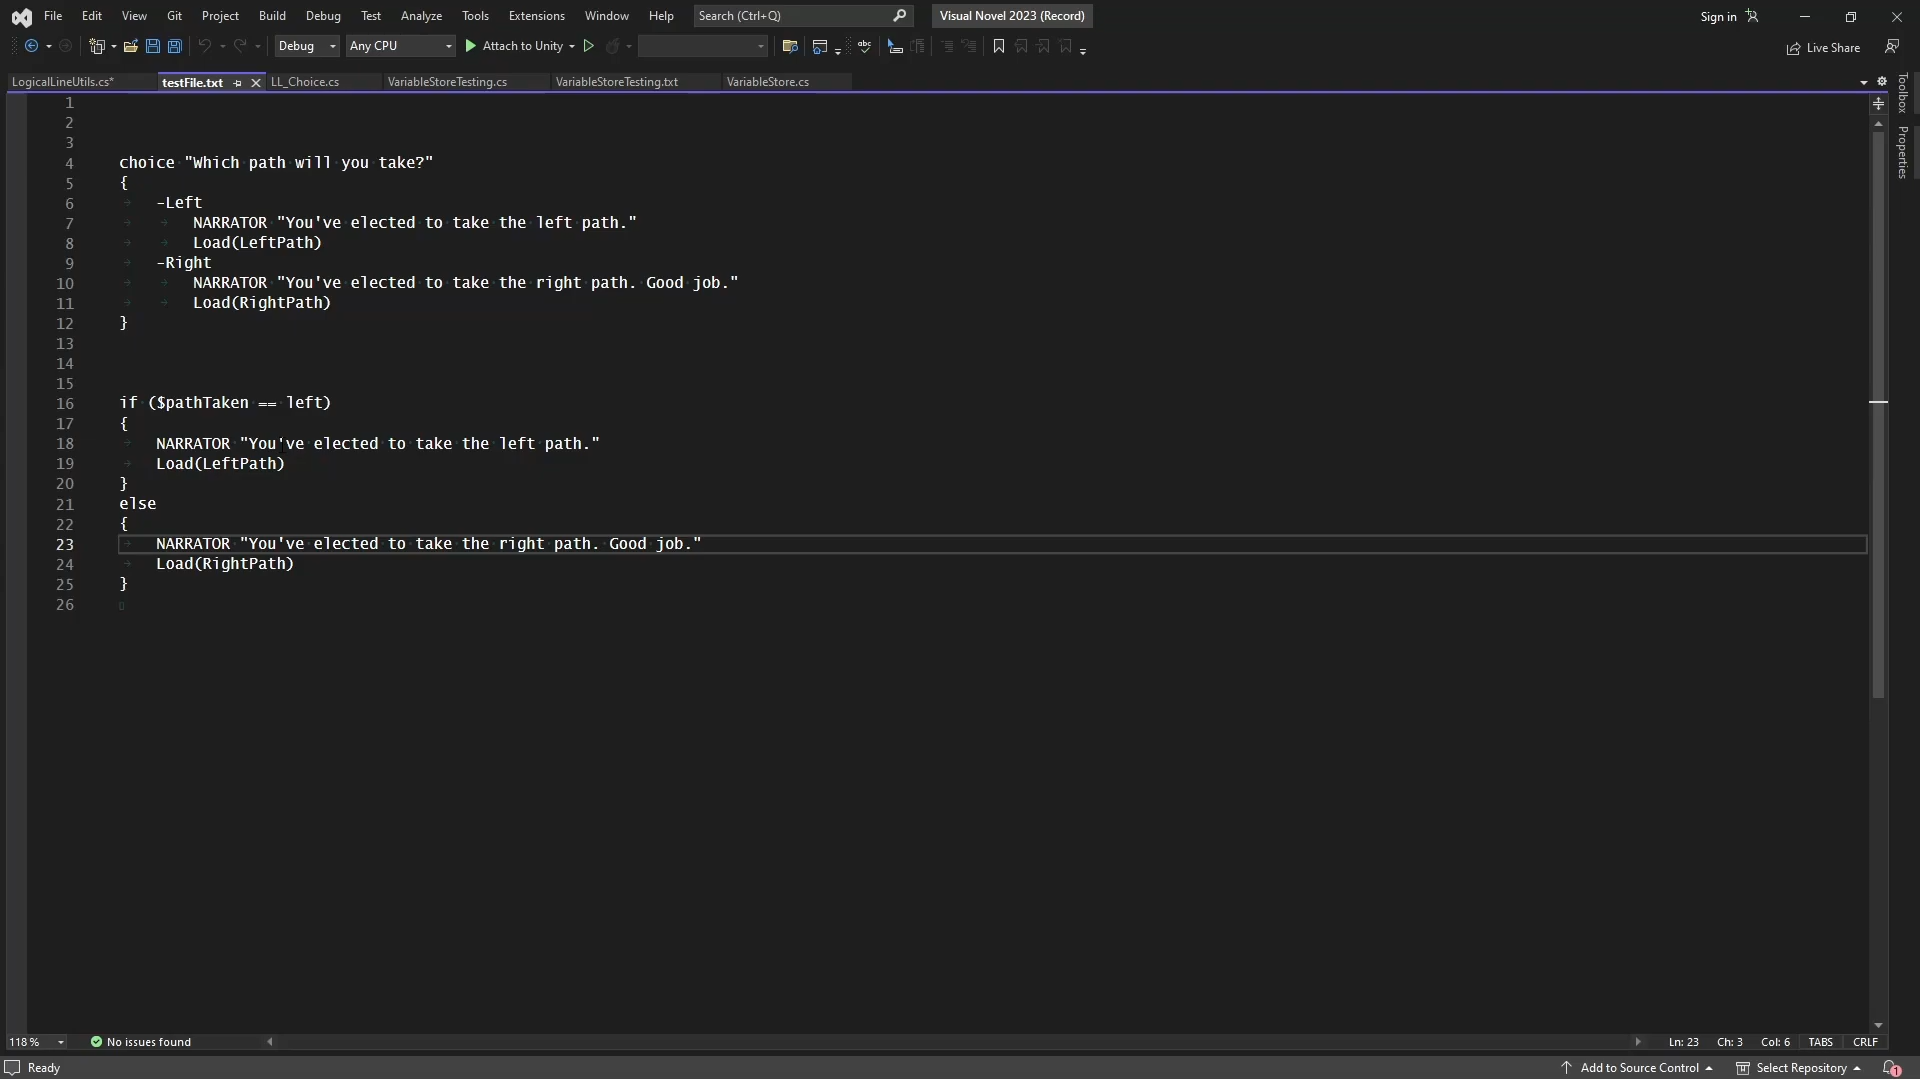 File Edit View Git Project Build Debug Test Analyze Tools Extensions Window Help Search (Ctrl+Q) Visual Novel 2023 (Record) Sign in
Debug Any CPU Attach to Unity Live Share
LogicalLineUtils.cs* testFile.txt LL_Choice.cs VariableStoreTesting.cs VariableStoreTesting.txt VariableStore.cs
Toolbox
Properties
1
2
3
4 choice "Which path will you take?"
5 {
6 -Left
7 NARRATOR "You've elected to take the left path."
8 Load(LeftPath)
9 -Right
10 NARRATOR "You've elected to take the right path. Good job."
11 Load(RightPath)
12 }
13
14
15
16 if ($pathTaken == left)
17 {
18 NARRATOR "You've elected to take the left path."
19 Load(LeftPath)
20 }
21 else
22 {
23 NARRATOR "You've elected to take the right path. Good job."
24 Load(RightPath)
25 }
26
118 % No issues found Ln: 23 Ch: 3 Col: 6 TABS CRLF
Ready Add to Source Control Select Repository 1